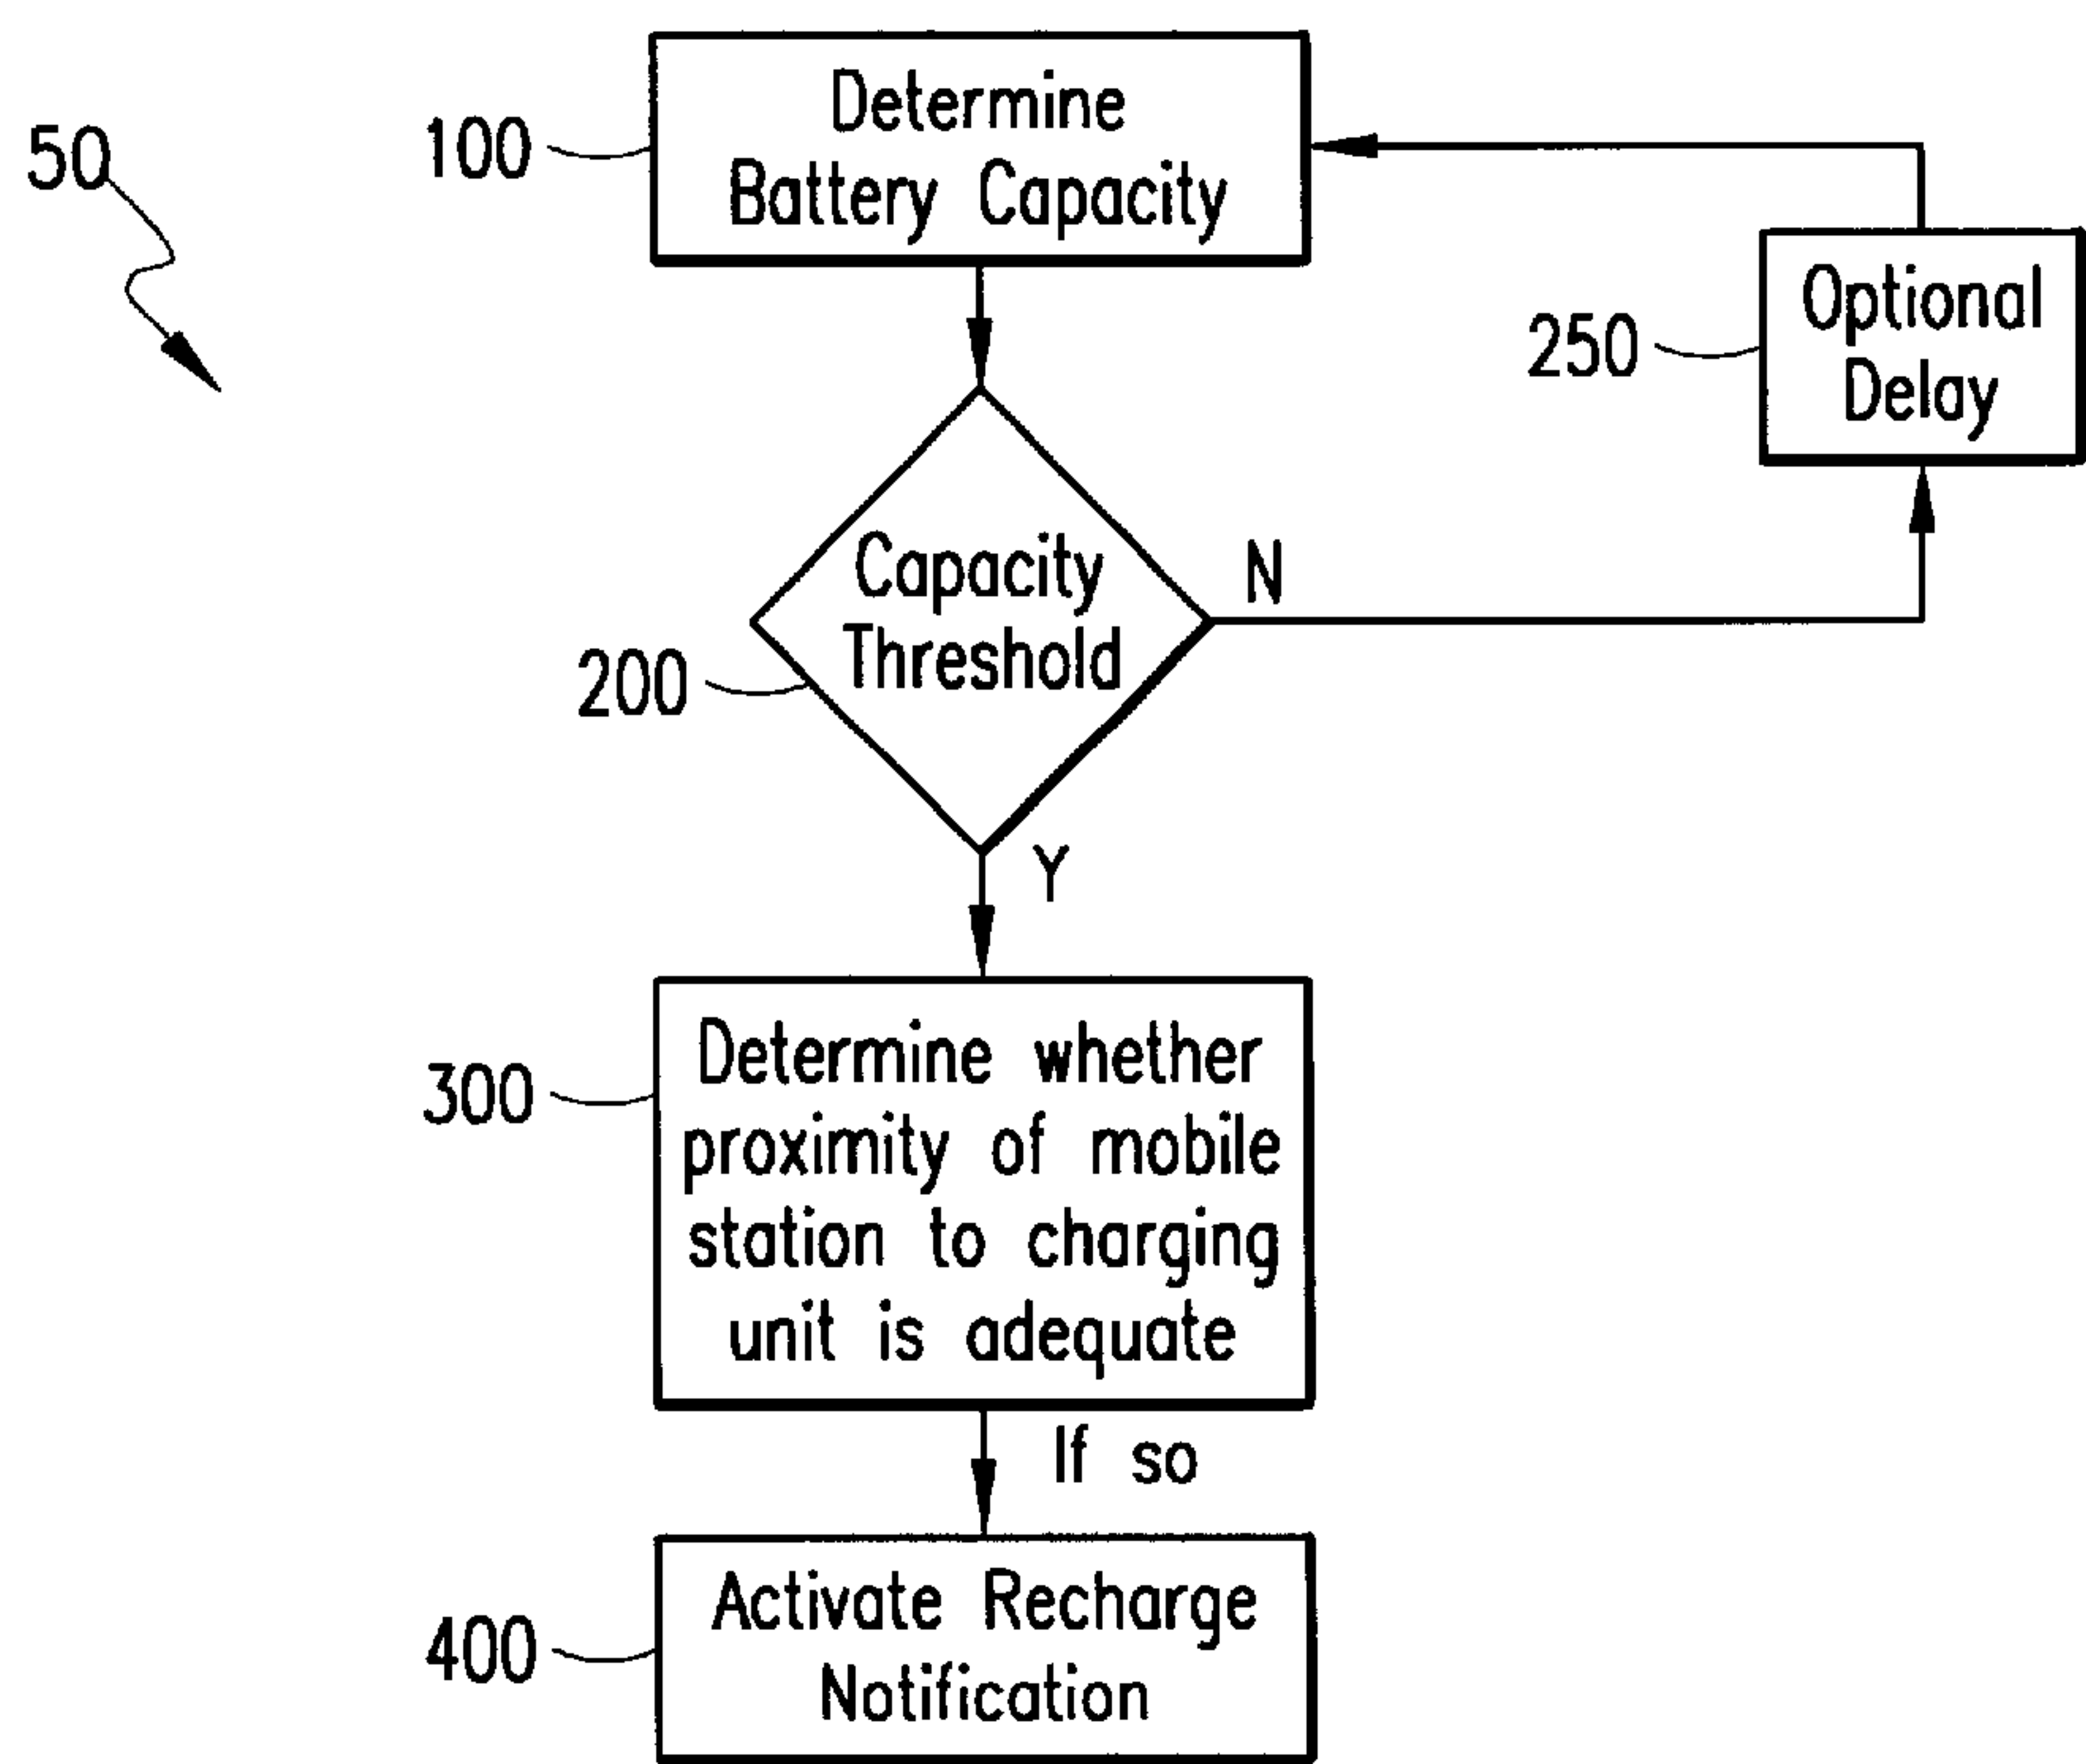 50
100
Determine
Battery Capacity
250
Optional
Delay
200
Capacity
Threshold
N
Y
300
Determine whether
proximity of mobile
station to charging
unit is adequate
If so
400
Activate Recharge
Notification